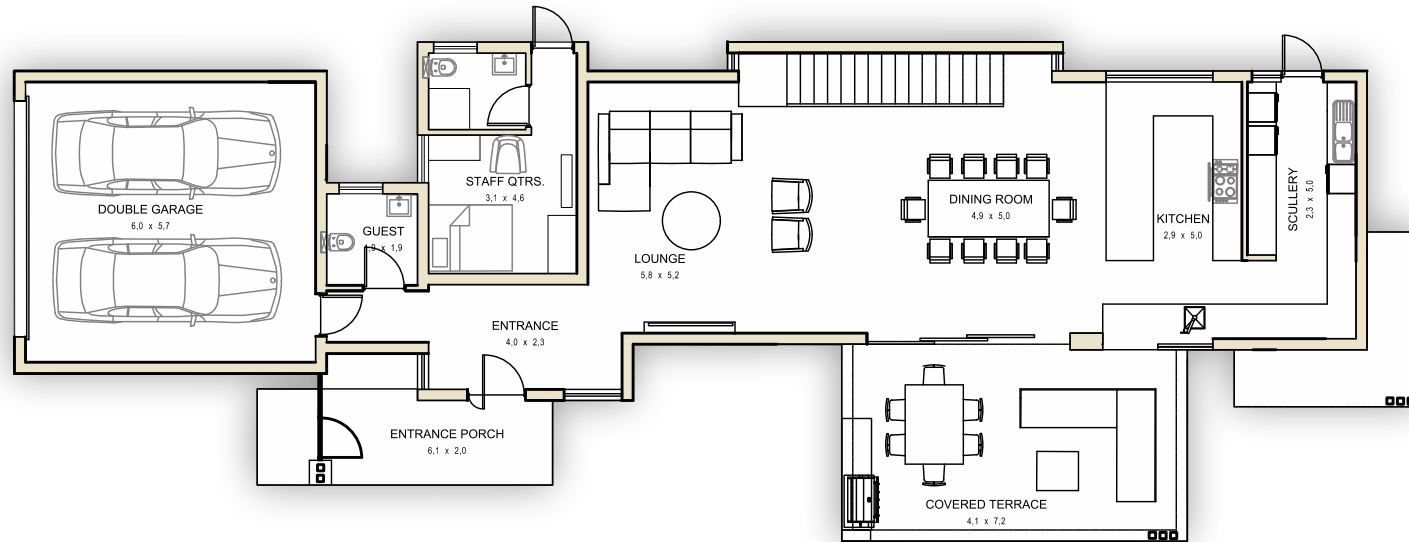 DOUBLE GARAGE
6,0 x 5,7
GUEST
1,9 x 1,9
STAFF QTRS.
3,1 x 4,6
ENTRANCE
4,0 x 2,3
ENTRANCE PORCH
6,1 x 2,0
LOUNGE
5,8 x 5,2
DINING ROOM
4,9 x 5,0
KITCHEN
2,9 x 5,0
SCULLERY
2,3 x 5,0
COVERED TERRACE
4,1 x 7,2